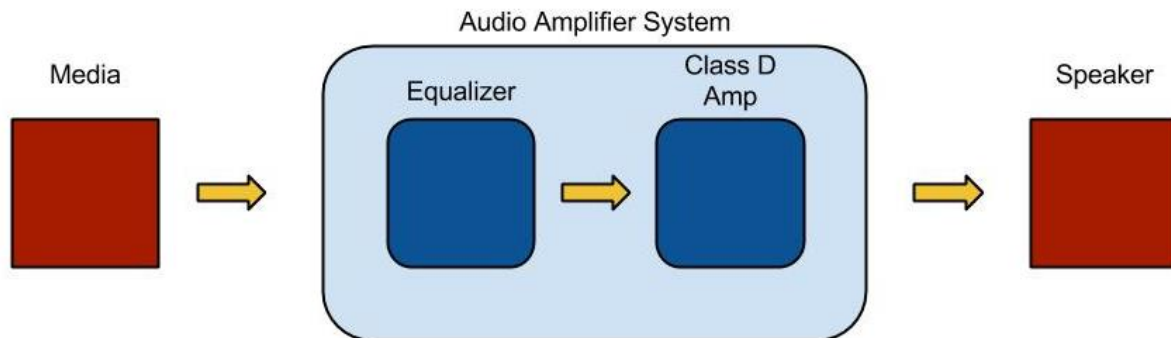 Audio Amplifier System
Media
Equalizer
Class D
Amp
Speaker